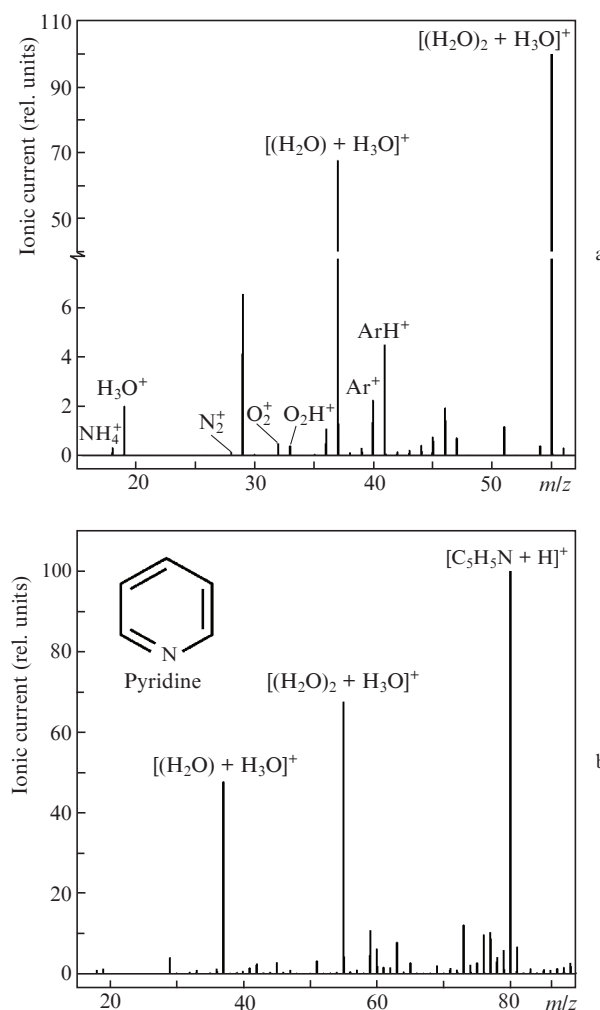 110
[(H₂O)₂ + H₃O]⁺
90
[(H₂O) + H₃O]⁺
70
50
Ionic current (rel. units)
a
6
ArH⁺
4
H₃O⁺
Ar⁺
2
NH₄⁺
N₂⁺
O₂⁺
O₂H⁺
0
20
30
40
50
m/z
[C₅H₅N + H]⁺
100
80
N
Pyridine
[(H₂O)₂ + H₃O]⁺
60
[(H₂O) + H₃O]⁺
Ionic current (rel. units)
b
40
20
0
20
40
60
80
m/z